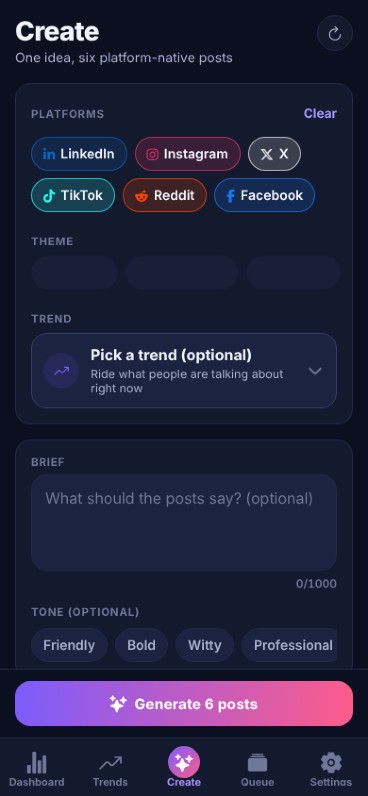 Create
One idea, six platform-native posts
PLATFORMS
Clear
LinkedIn
Instagram
X
TikTok
Reddit
Facebook
THEME
TREND
Pick a trend (optional)
Ride what people are talking about
right now
BRIEF
What should the posts say? (optional)
0/1000
TONE (OPTIONAL)
Friendly
Bold
Witty
Professional
Generate 6 posts
Dashboard
Trends
Create
Queue
Settings